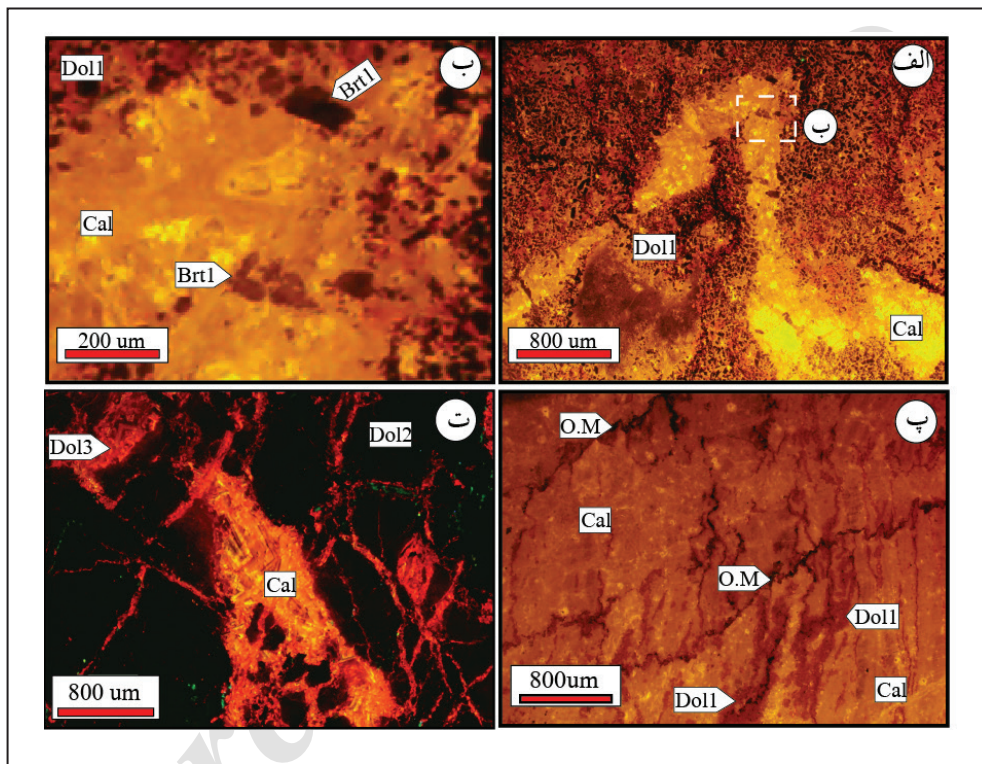 الف
ب
Dol1
Cal
800 um
ب
Dol1
Brt1
Cal
Brt1
200 um
پ
O.M
Cal
O.M
Dol1
Dol1
Cal
800um
ت
Dol3
Dol2
Cal
800 um